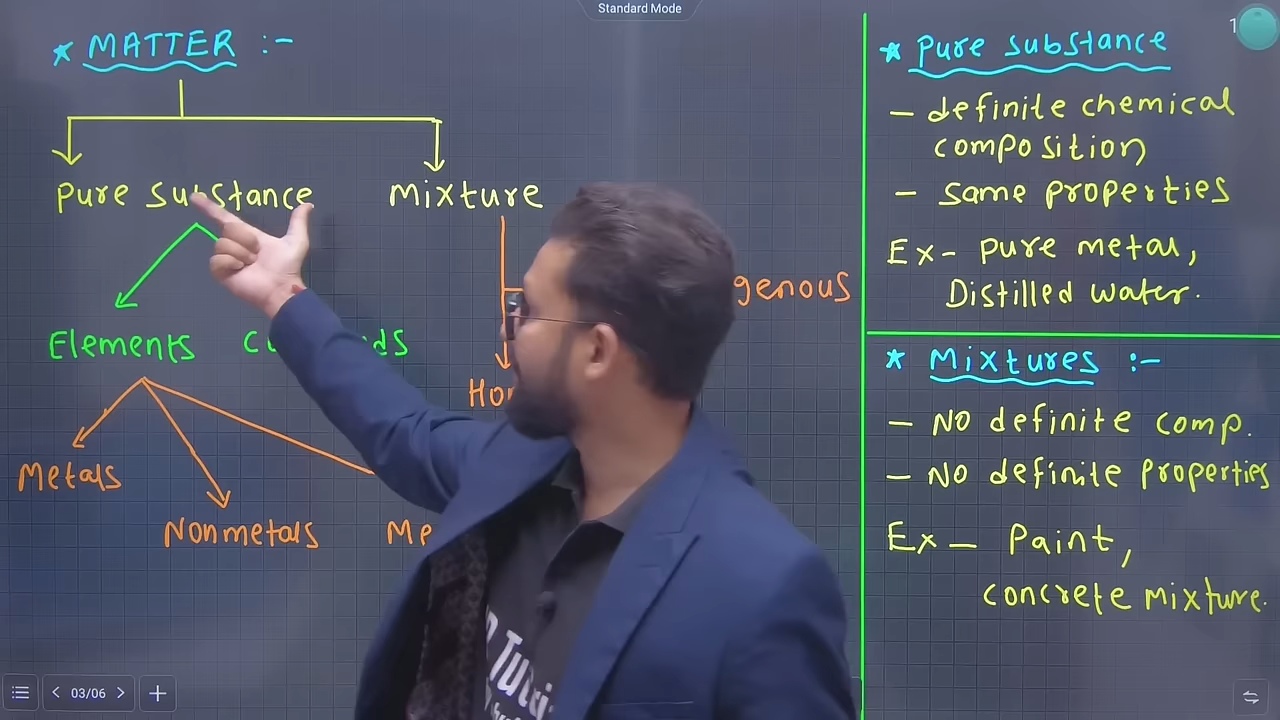 Standard Mode
* MATTER :-
Pure substance
Mixture
genous
Elements
Metals
Nonmetals
* Pure substance
- definite chemical
composition
- same properties
Ex- Pure metal,
Distilled water.
* Mixtures :-
- No definite comp.
- No definite properties
Ex- Paint,
concrete mixture.
03/06